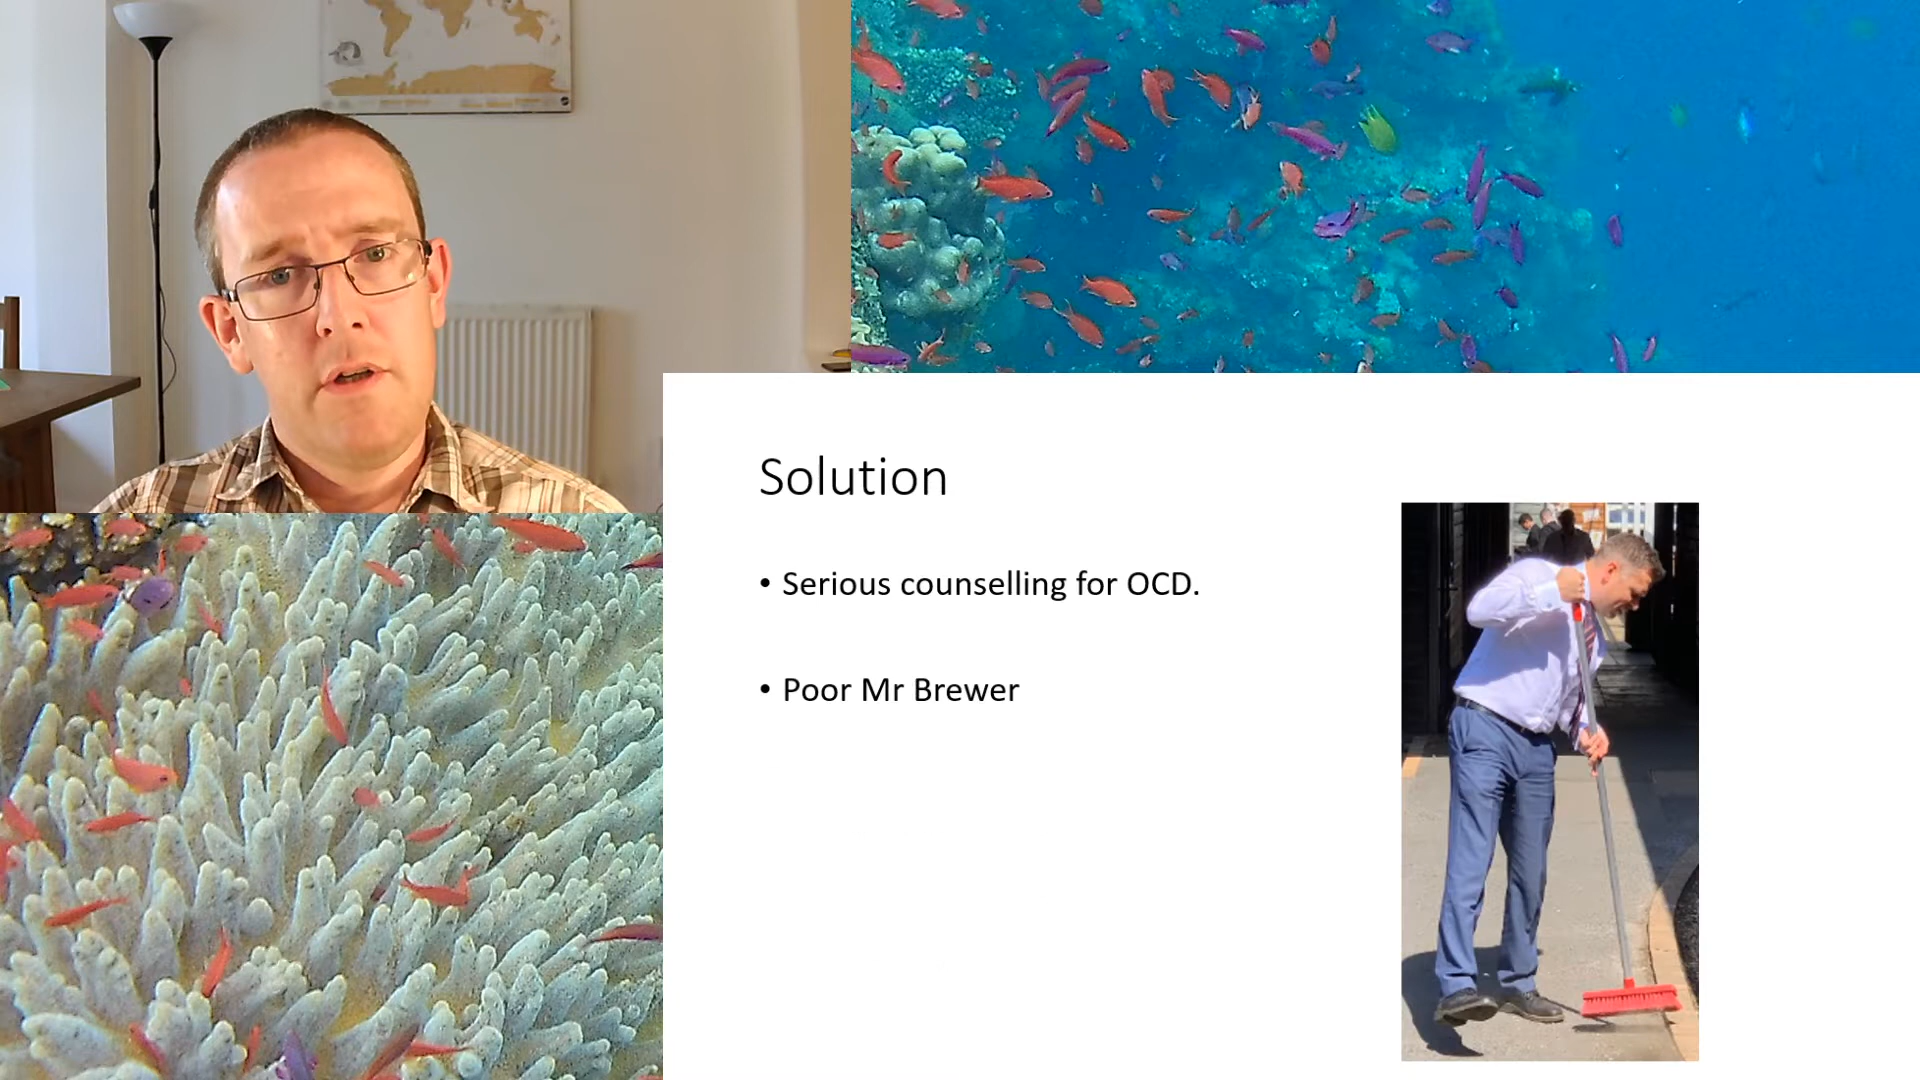 Solution
• Serious counselling for OCD.
• Poor Mr Brewer